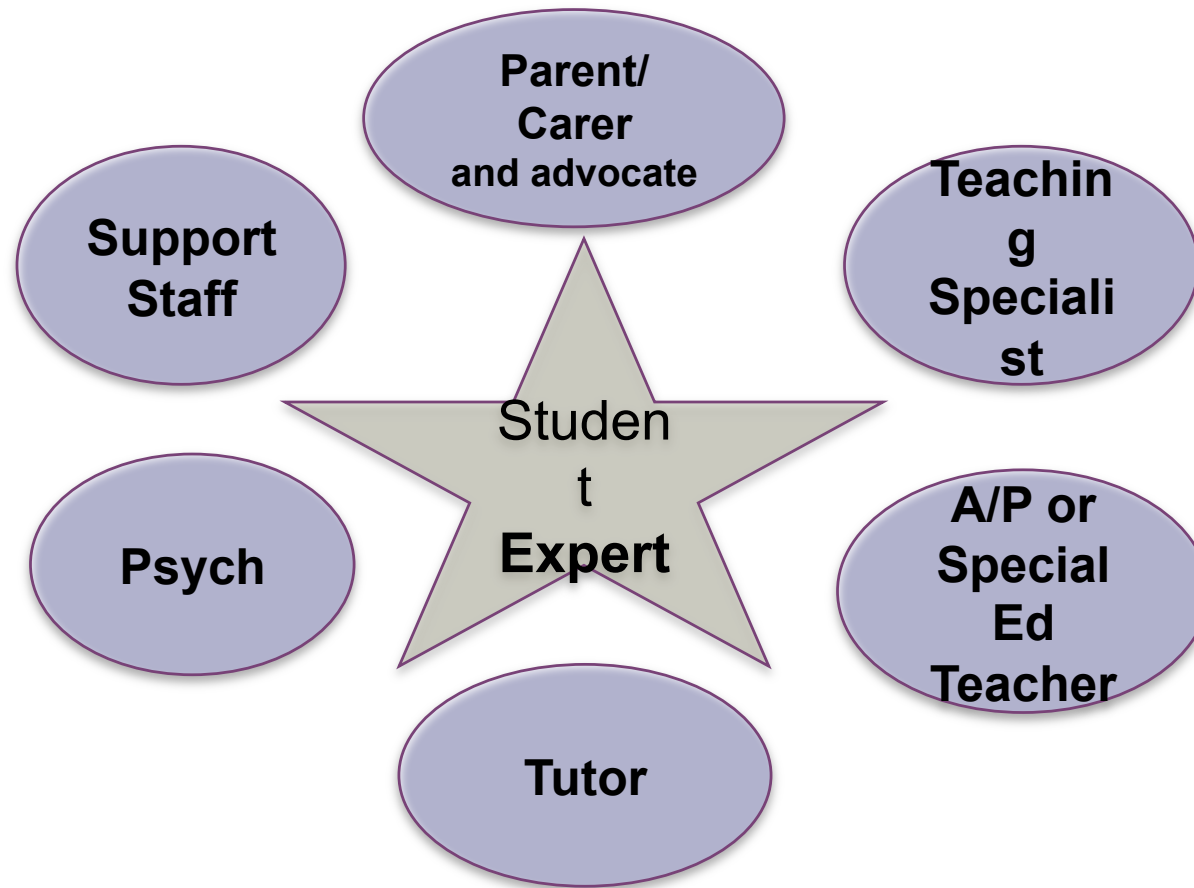 Parent/
Carer
and advocate
Support
Staff
Teachin
g
Speciali
st
Studen
t
Expert
Psych
A/P or
Special
Ed
Teacher
Tutor